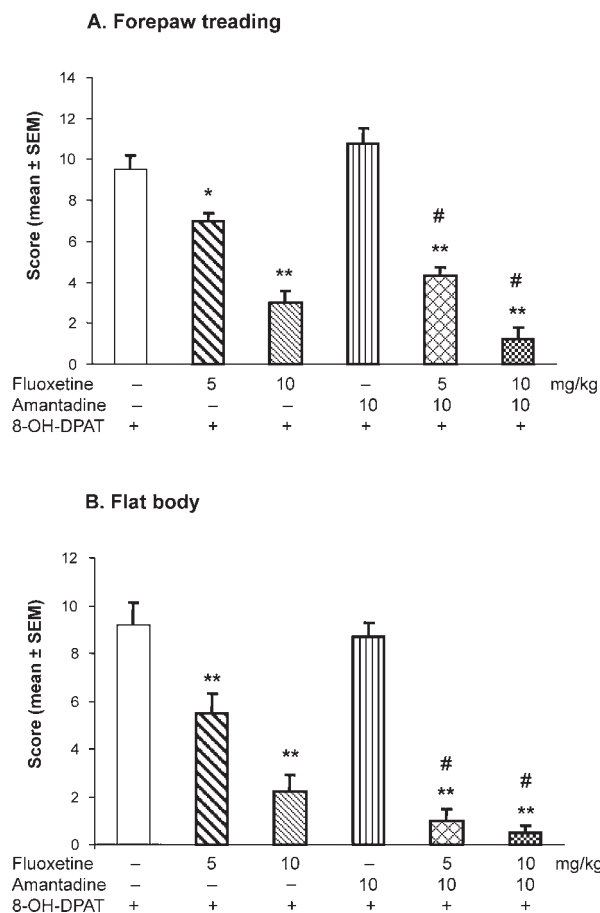 A. Forepaw treading
Score (mean ± SEM)
14
12
10
8
6
4
2
0
*
**
#
**
#
**
Fluoxetine – 5 10 – 5 10 mg/kg
Amantadine – – – 10 10 10
8-OH-DPAT + + + + + +
B. Flat body
Score (mean ± SEM)
12
10
8
6
4
2
0
**
**
#
**
#
**
Fluoxetine – 5 10 – 5 10 mg/kg
Amantadine – – – 10 10 10
8-OH-DPAT + + + + + +